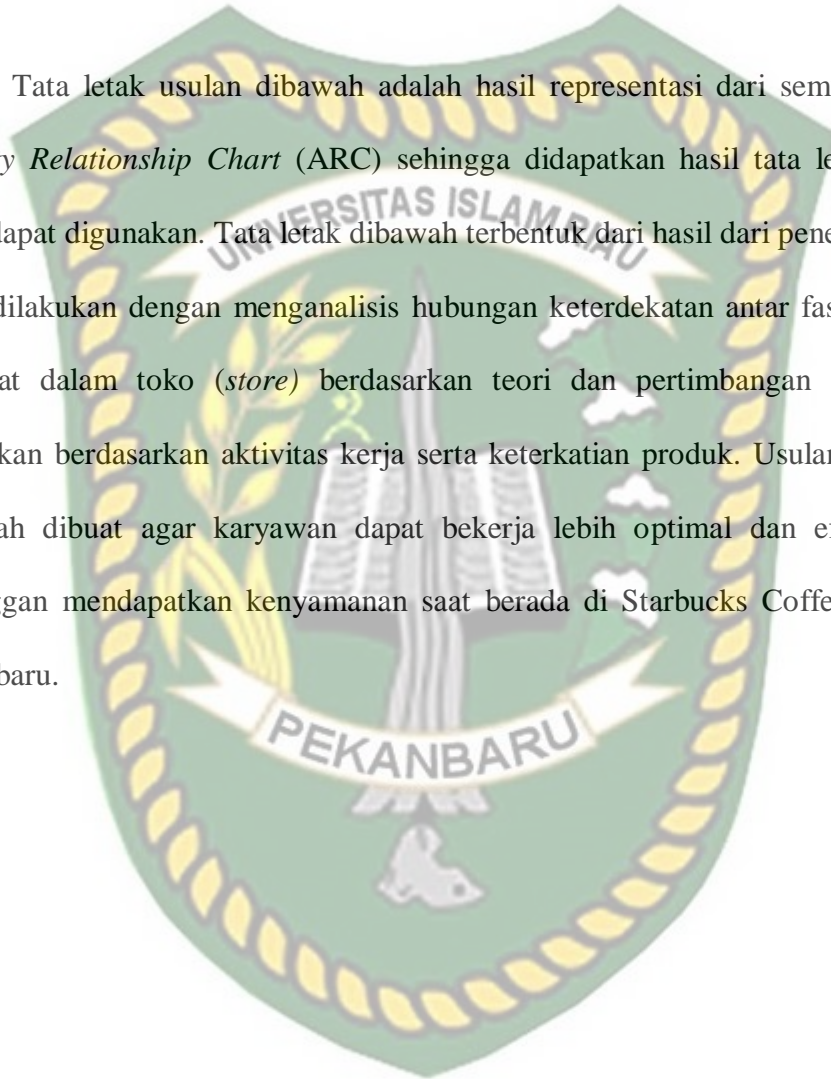 Tata letak usulan dibawah adalah hasil representasi dari sem
y Relationship Chart (ARC) sehingga didapatkan hasil tata le
dapat digunakan. Tata letak dibawah terbentuk dari hasil dari pene
dilakukan dengan menganalisis hubungan keterdekatan antar fas
at dalam toko (store) berdasarkan teori dan pertimbangan
kan berdasarkan aktivitas kerja serta keterkatian produk. Usulan
ah dibuat agar karyawan dapat bekerja lebih optimal dan ef
ggan mendapatkan kenyamanan saat berada di Starbucks Coffe
baru.
UNIVERSITAS ISLAM RIAU
PEKANBARU